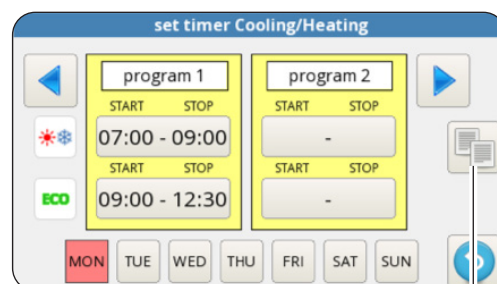 set timer Cooling/Heating
program 1 program 2
START STOP START STOP
07:00 - 09:00 -
START STOP START STOP
ECO 09:00 - 12:30 -
MON TUE WED THU FRI SAT SUN